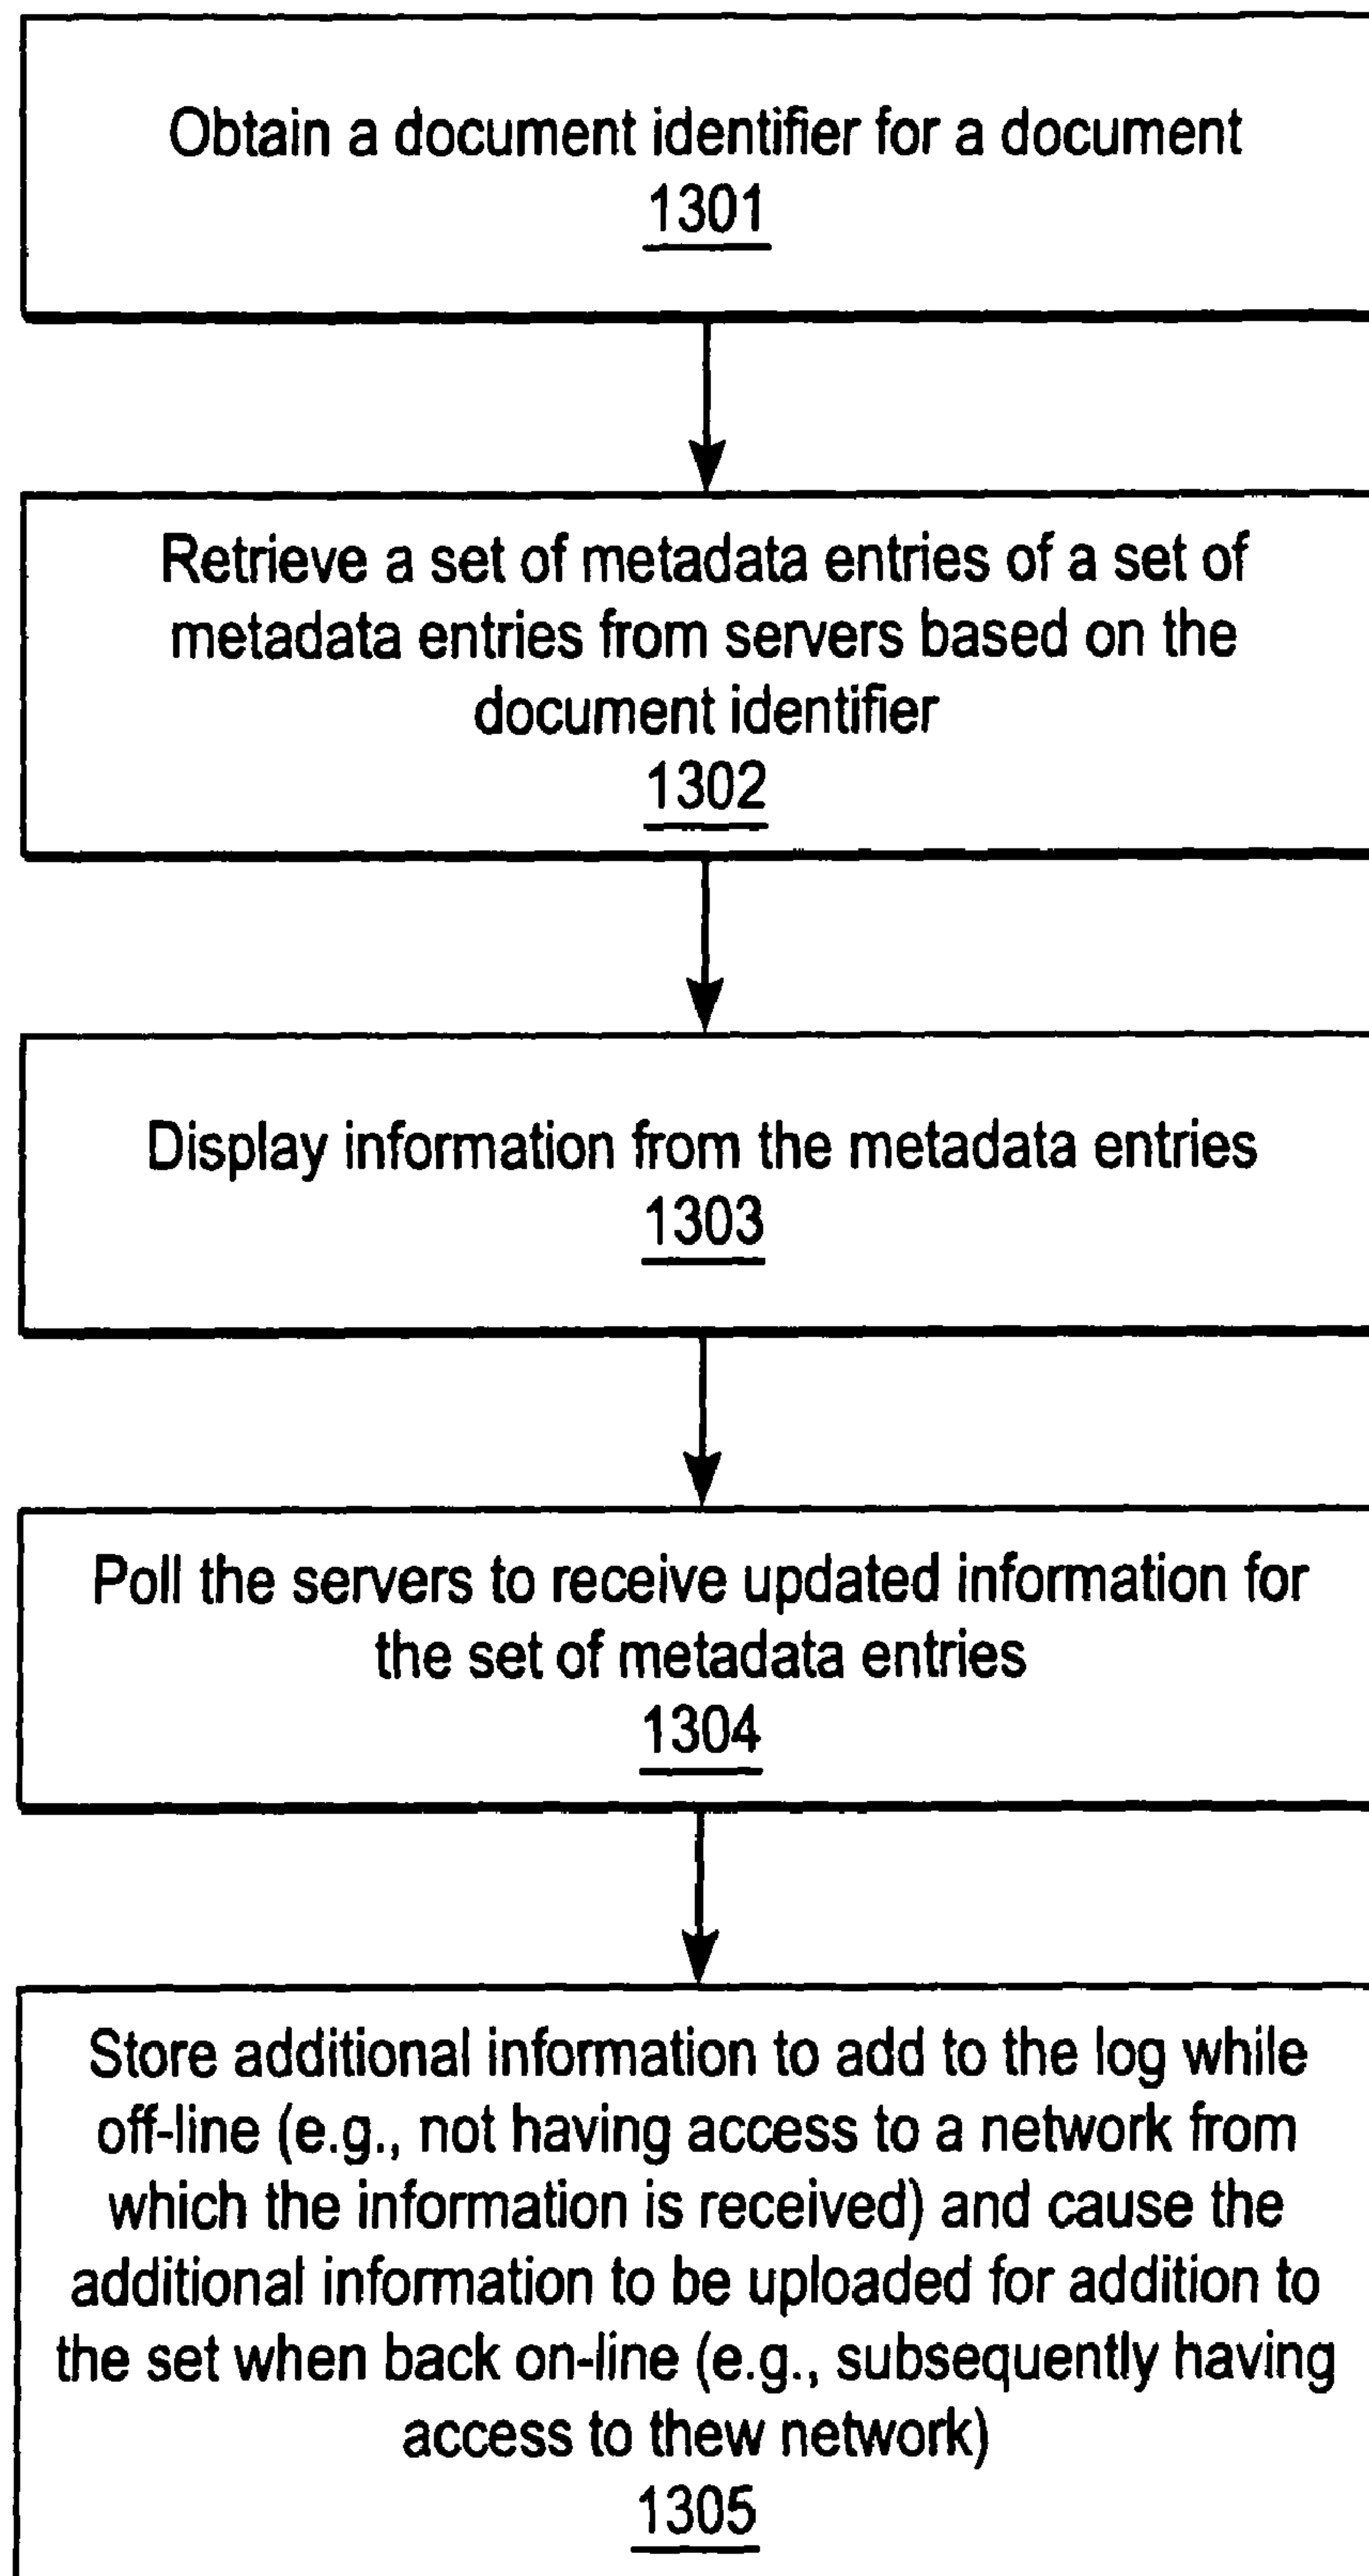 Obtain a document identifier for a document
1301
Retrieve a set of metadata entries of a set of
metadata entries from servers based on the
document identifier
1302
Display information from the metadata entries
1303
Poll the servers to receive updated information for
the set of metadata entries
1304
Store additional information to add to the log while
off-line (e.g., not having access to a network from
which the information is received) and cause the
additional information to be uploaded for addition to
the set when back on-line (e.g., subsequently having
access to thew network)
1305